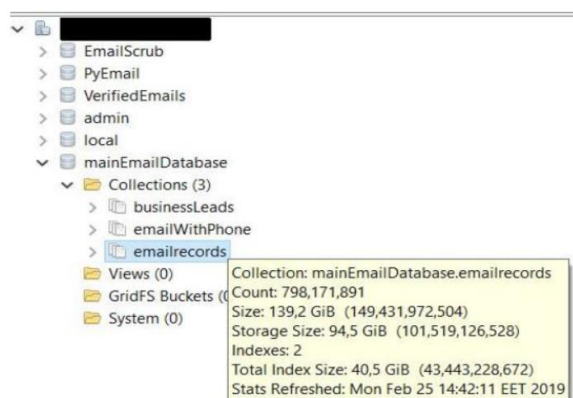 EmailScrub
PyEmail
VerifiedEmails
admin
local
mainEmailDatabase
Collections (3)
businessLeads
emailWithPhone
emailrecords
Views (0)
GridFS Buckets (
System (0)
Collection: mainEmailDatabase.emailrecords
Count: 798,171,891
Size: 139,2 GiB (149,431,972,504)
Storage Size: 94,5 GiB (101,519,126,528)
Indexes: 2
Total Index Size: 40,5 GiB (43,443,228,672)
Stats Refreshed: Mon Feb 25 14:42:11 EET 2019